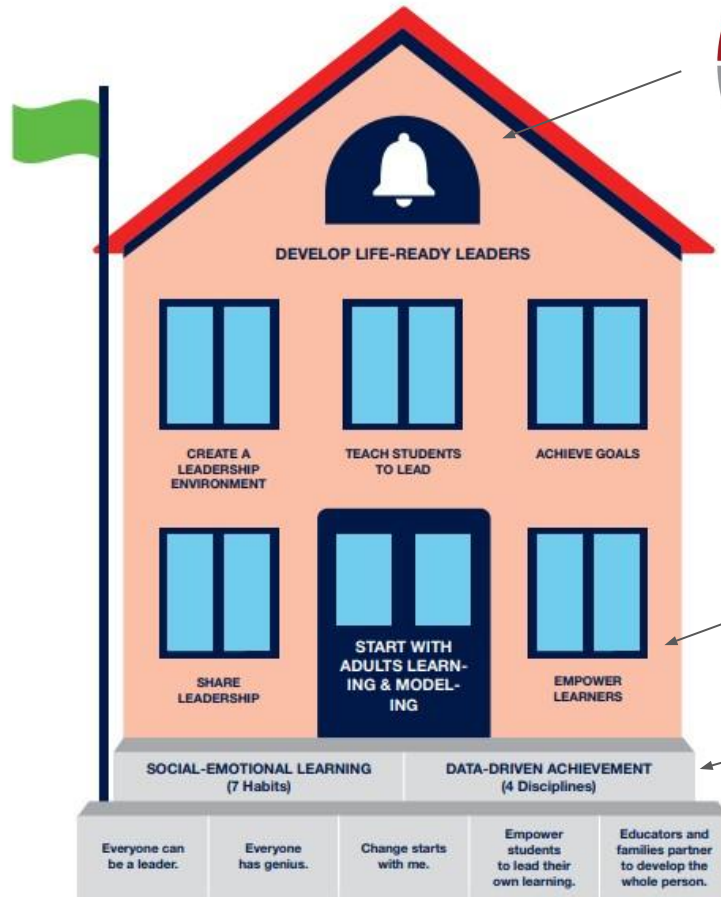 DEVELOP LIFE-READY LEADERS
CREATE A
LEADERSHIP
ENVIRONMENT
TEACH STUDENTS
TO LEAD
ACHIEVE GOALS
SHARE
LEADERSHIP
START WITH
ADULTS LEARN-
ING & MODEL-
ING
EMPOWER
LEARNERS
SOCIAL-EMOTIONAL LEARNING
(7 Habits)
DATA-DRIVEN ACHIEVEMENT
(4 Disciplines)
Everyone can
be a leader.
Everyone
has genius.
Change starts
with me.
Empower
students
to lead their
own learning.
Educators and
families partner
to develop the
whole person.